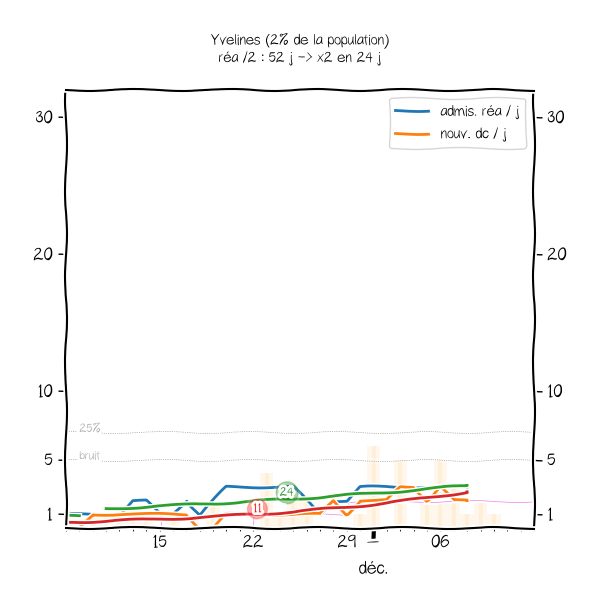 Yvelines (2% de la population)
réa /2 : 52 j -> x2 en 24 j
admis. réa / j
nouv. dc / j
30
30
20
20
10
10
25%
5
bruit
5
24
11
1
1
15
22
29
06
déc.